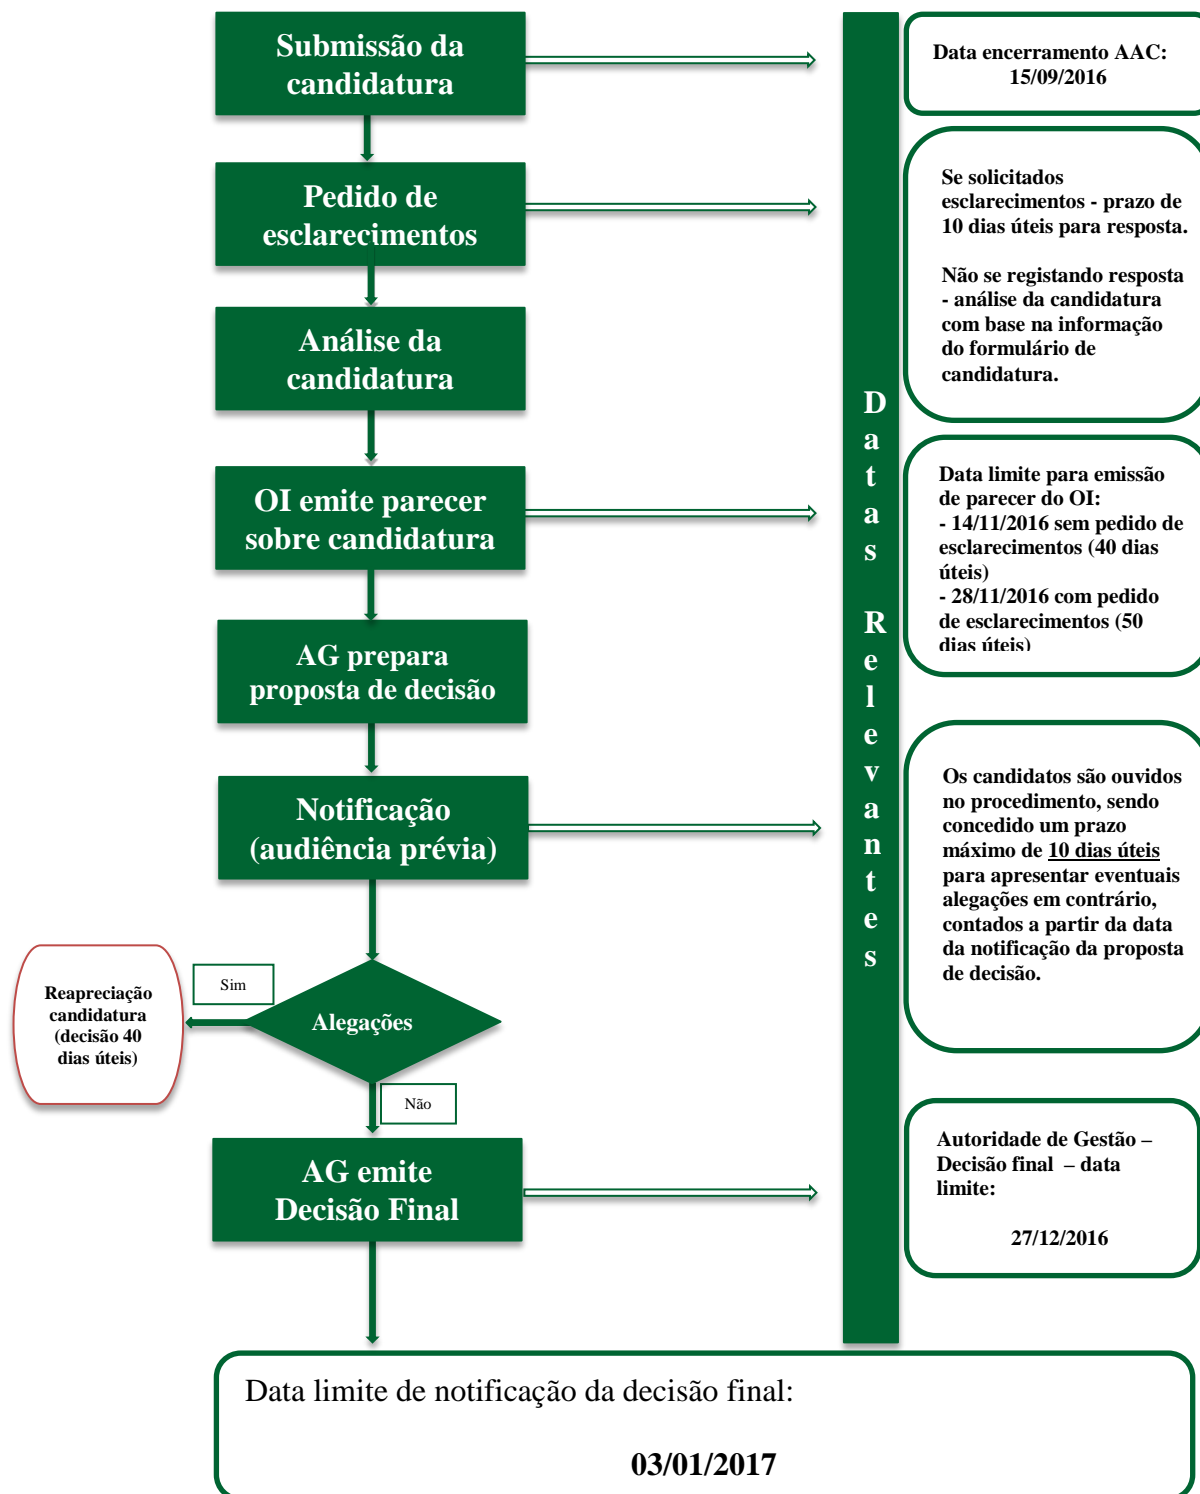 Submissão da
candidatura
Data encerramento AAC:
15/09/2016
Pedido de
esclarecimentos
Se solicitados
esclarecimentos - prazo de
10 dias úteis para resposta.
Não se registando resposta
- análise da candidatura
com base na informação
do formulário de
candidatura.
Análise da
candidatura
Datas Relevantes
OI emite parecer
sobre candidatura
Data limite para emissão
de parecer do OI:
- 14/11/2016 sem pedido de
esclarecimentos (40 dias
úteis)
- 28/11/2016 com pedido
de esclarecimentos (50
dias úteis)
AG prepara
proposta de decisão
Notificação
(audiência prévia)
Os candidatos são ouvidos
no procedimento, sendo
concedido um prazo
máximo de 10 dias úteis
para apresentar eventuais
alegações em contrário,
contados a partir da data
da notificação da proposta
de decisão.
Alegações
Sim
Reapreciação
candidatura
(decisão 40
dias úteis)
Não
AG emite
Decisão Final
Autoridade de Gestão –
Decisão final – data
limite:
27/12/2016
Data limite de notificação da decisão final:
03/01/2017